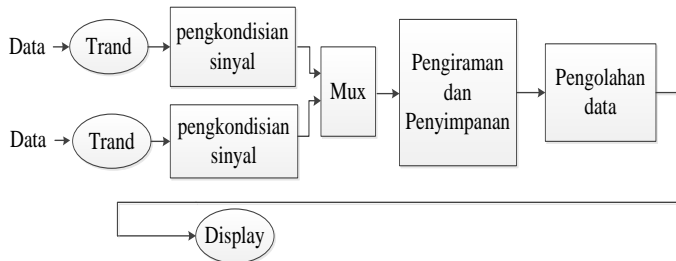 Data
Trand
pengkondisian
sinyal
Mux
Pengiraman
dan
Penyimpanan
Pengolahan
data
Data
Trand
pengkondisian
sinyal
Display